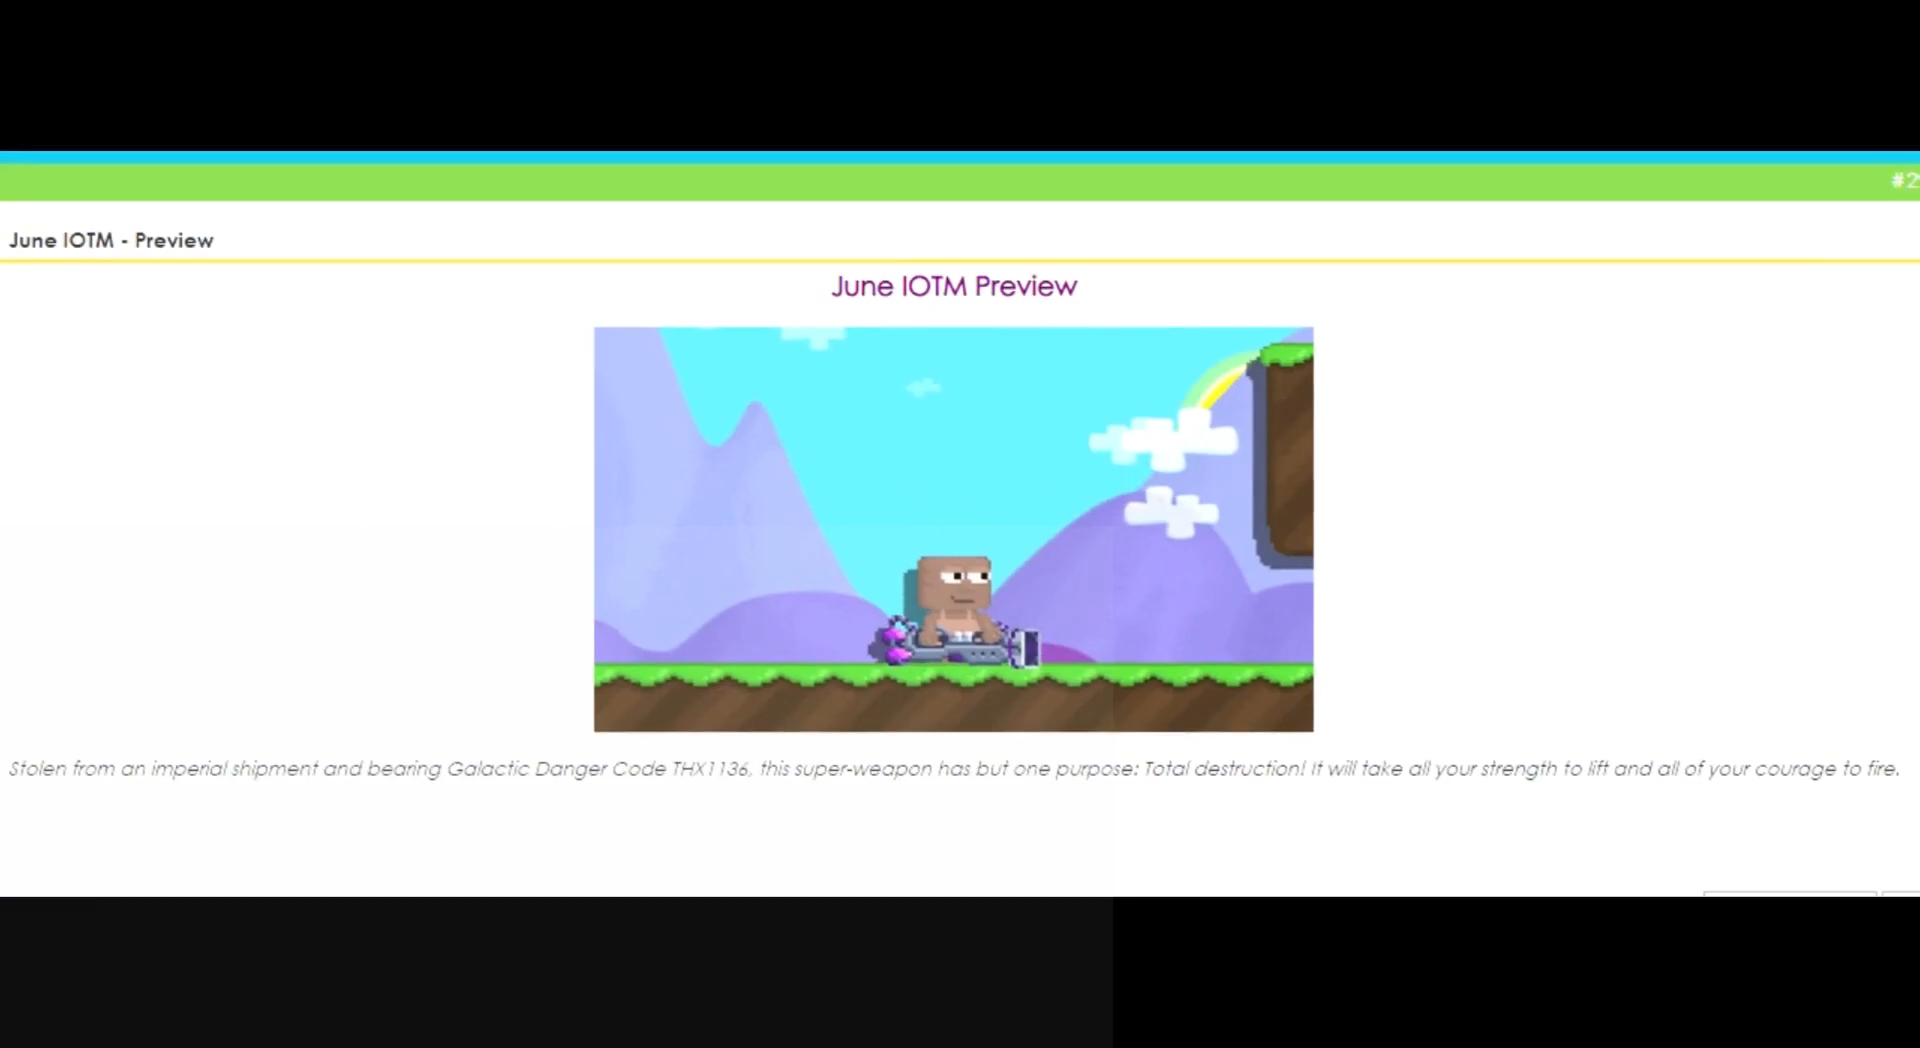 #2
June IOTM - Preview
June IOTM Preview
Stolen from an imperial shipment and bearing Galactic Danger Code THX1136, this super-weapon has but one purpose: Total destruction! It will take all your strength to lift and all of your courage to fire.